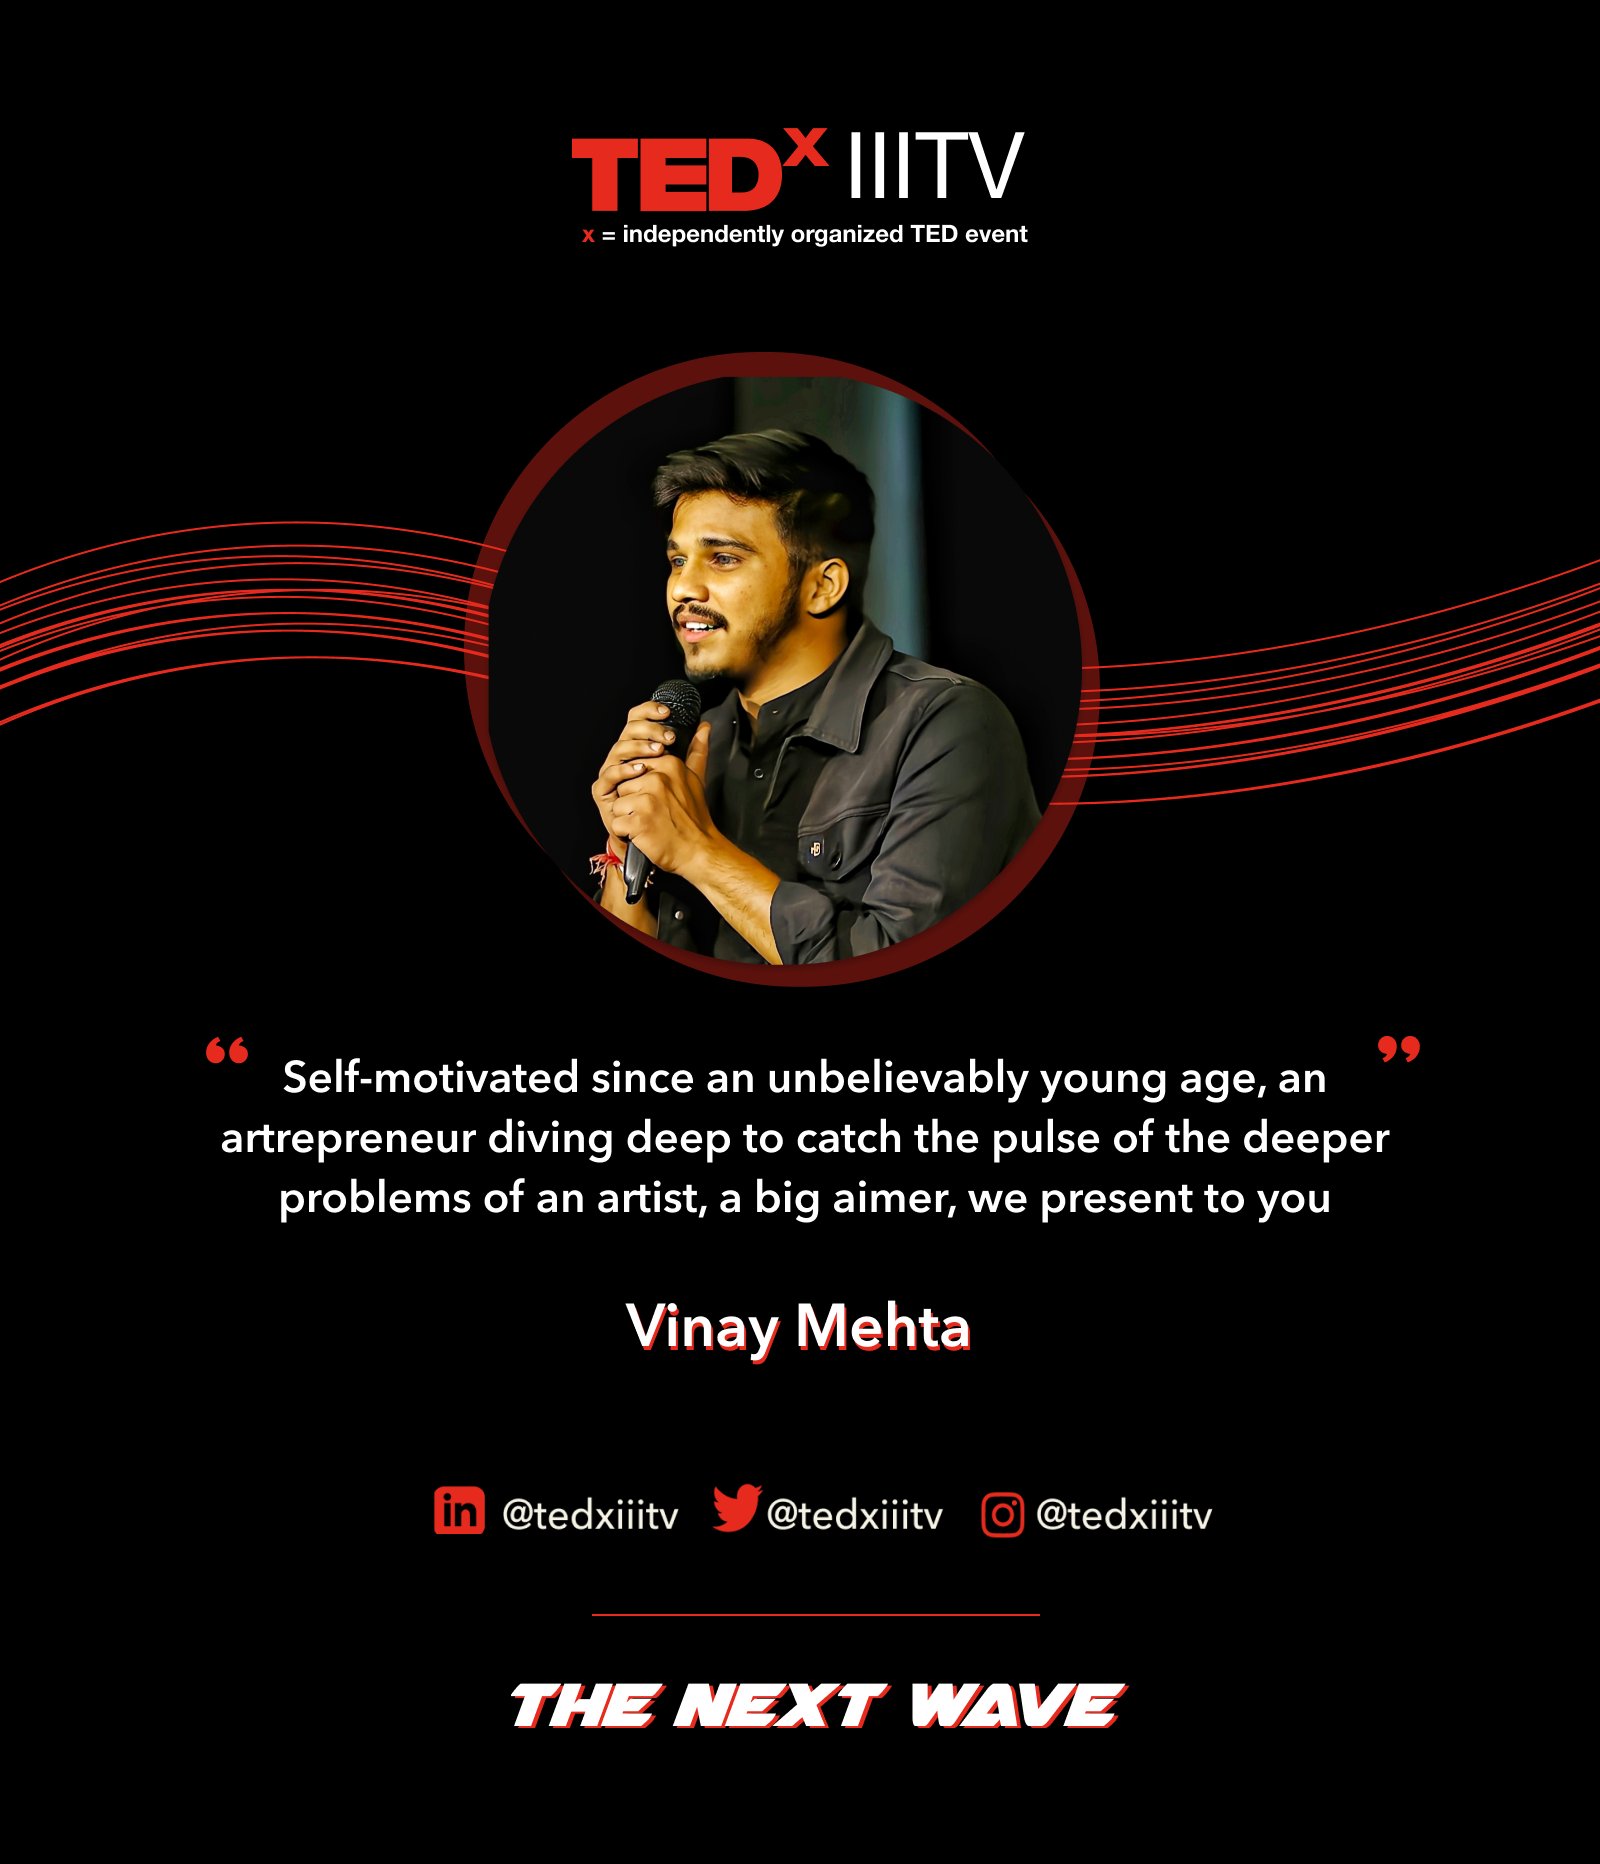 TEDx IIITV
x = independently organized TED event
“ Self-motivated since an unbelievably young age, an ”
artrepreneur diving deep to catch the pulse of the deeper
problems of an artist, a big aimer, we present to you
Vinay Mehta
in @tedxiiitv @tedxiiitv @tedxiiitv
THE NEXT WAVE